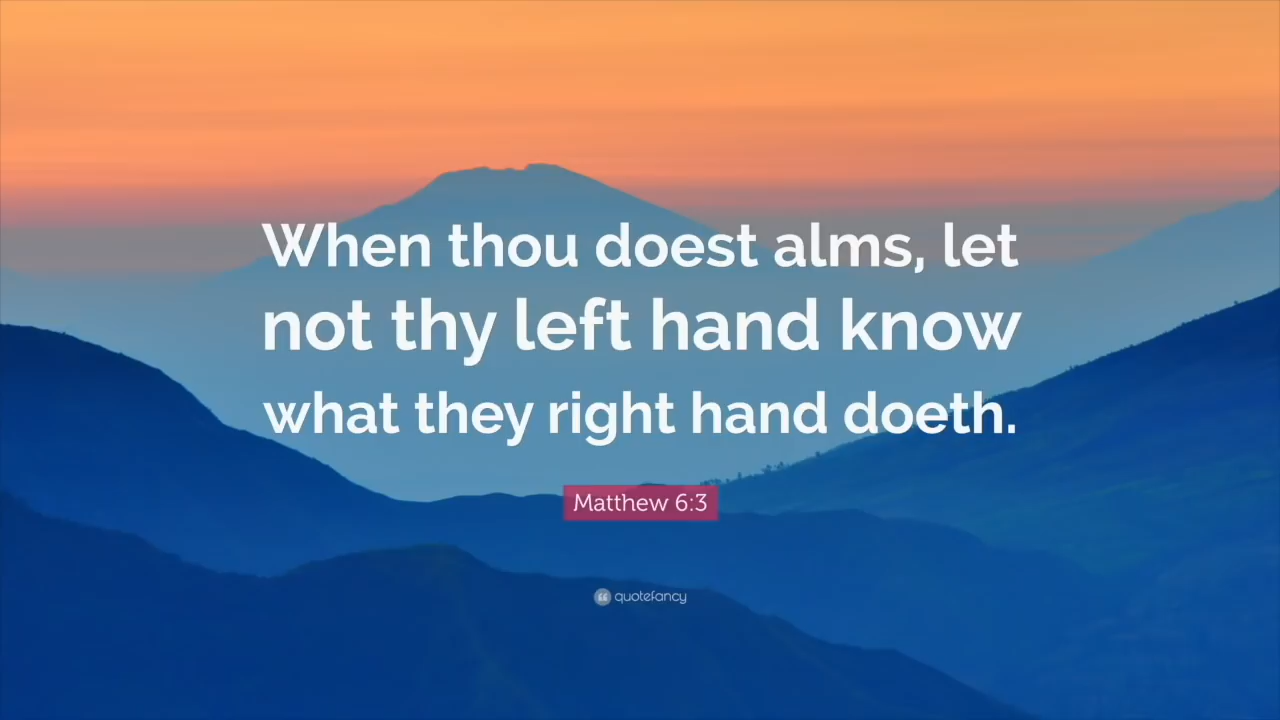 When thou doest alms, let
not thy left hand know
what they right hand doeth.
Matthew 6:3
quotefancy